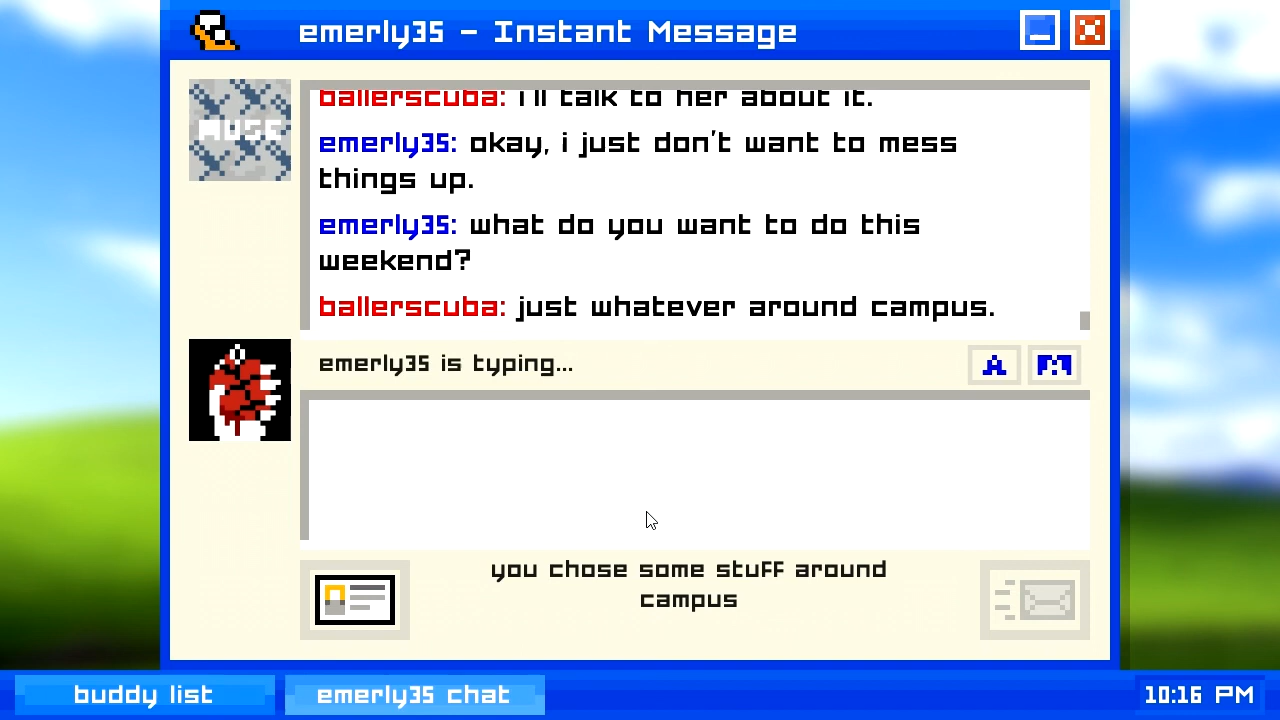 emerly35 - Instant Message
MUSE
ballerscuba: i'll talk to her about it.
emerly35: okay, i just don't want to mess
things up.
emerly35: what do you want to do this
weekend?
ballerscuba: just whatever around campus.
emerly35 is typing...
A
you chose some stuff around
campus
buddy list
emerly35 chat
10:16 PM